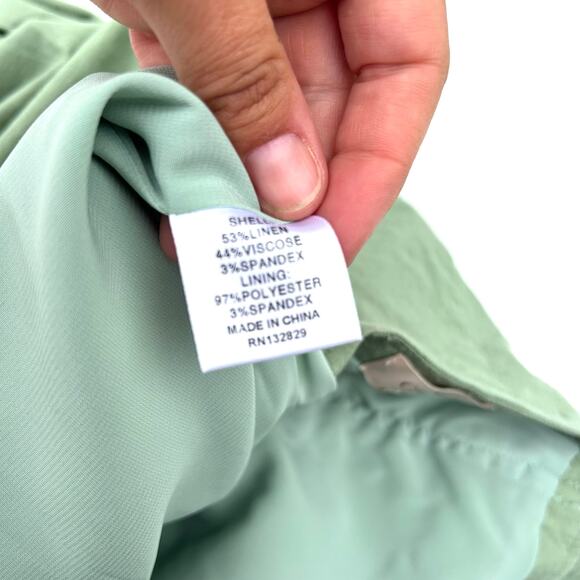 SHELL:
53%LINEN
44%VISCOSE
3%SPANDEX
LINING:
97%POLYESTER
3%SPANDEX
MADE IN CHINA
RN132829